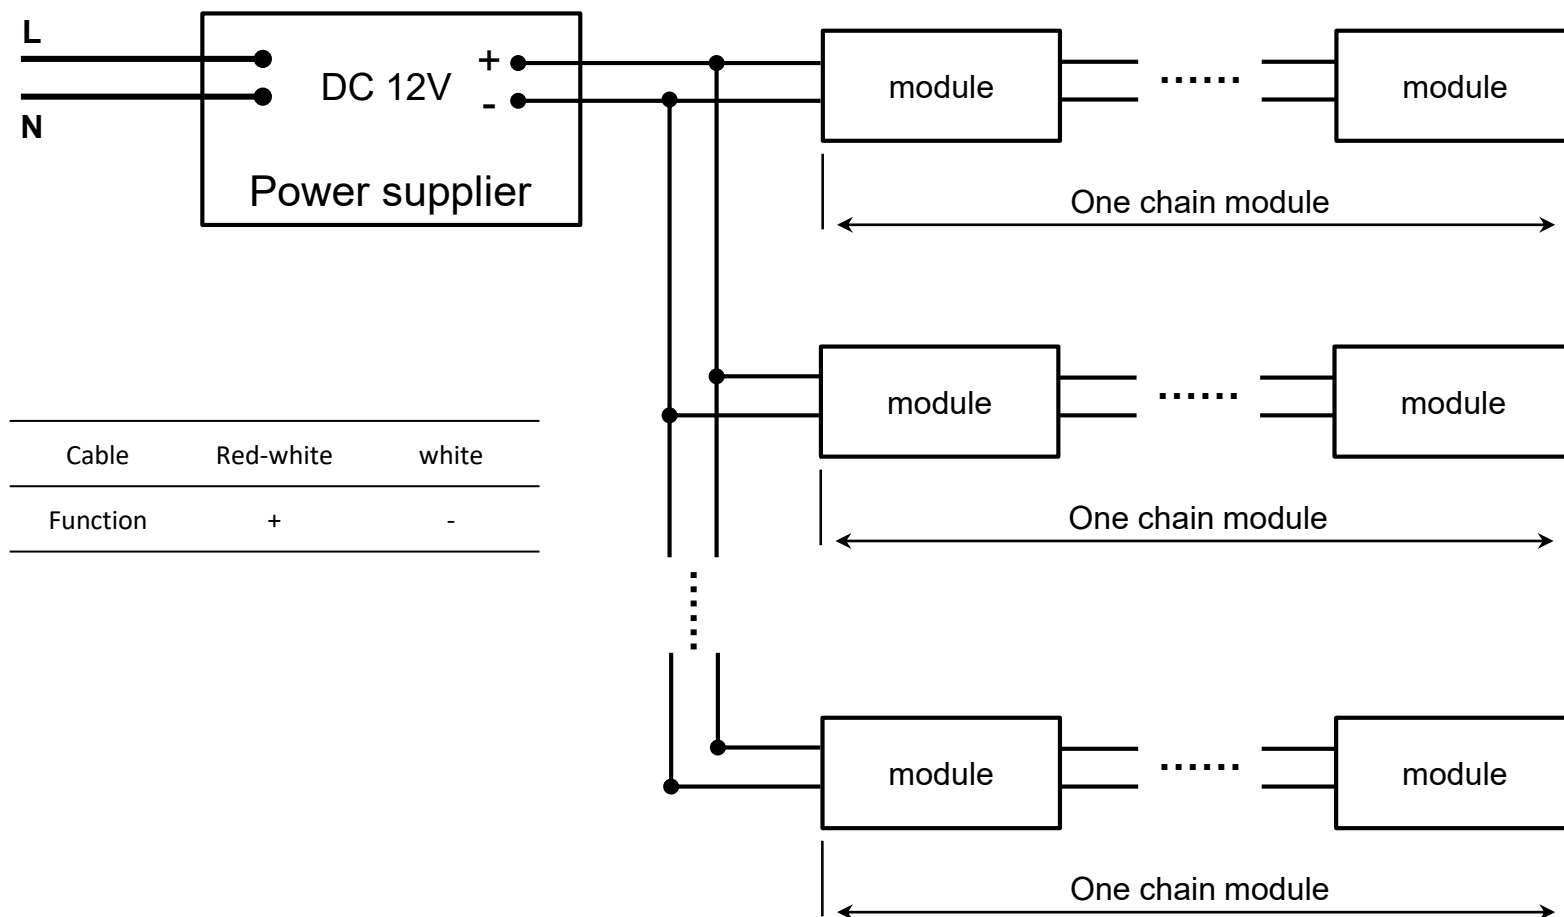 L
N
DC 12V
+
-
Power supplier
module
......
module
One chain module
module
......
module
One chain module
Cable Red-white white
Function + -
......
module
......
module
One chain module